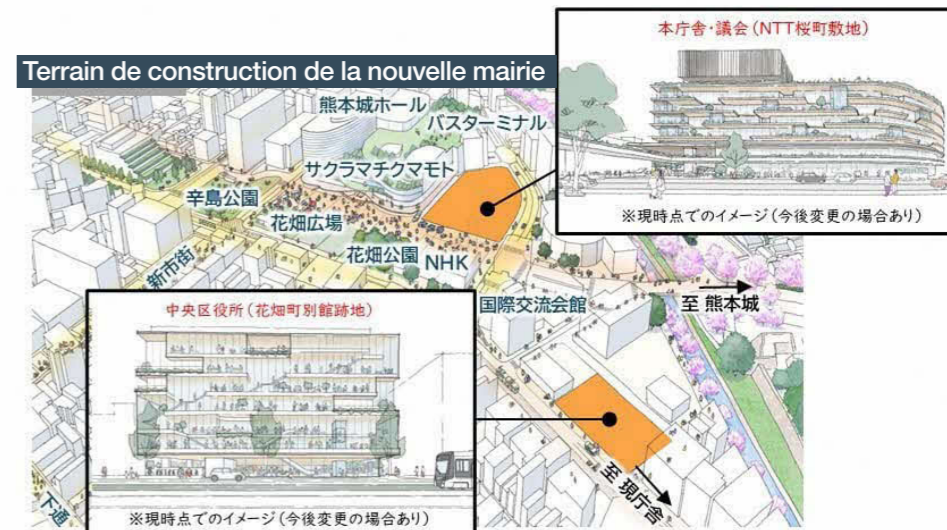 本庁舎・議会(NTT桜町敷地)
※現時点でのイメージ(今後変更の場合あり)
Terrain de construction de la nouvelle mairie
熊本城ホール
バスターミナル
サクラマチクマモト
辛島公園
花畑広場
花畑公園
NHK
新市街
国際交流会館
至 熊本城
中央区役所(花畑町別館跡地)
※現時点でのイメージ(今後変更の場合あり)
至 現庁舎
下通